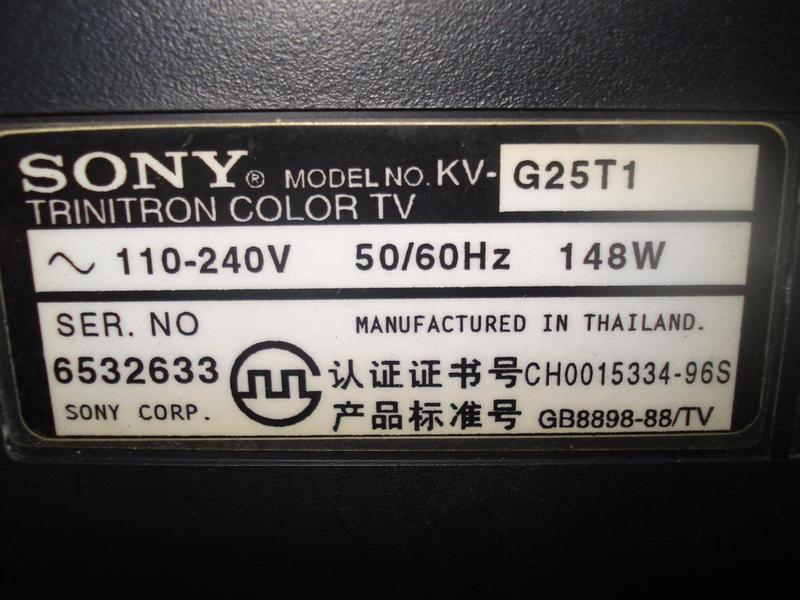 SONY® MODEL NO. KV-G25T1
TRINITRON COLOR TV
~ 110-240V 50/60Hz 148W
SER. NO MANUFACTURED IN THAILAND.
6532633 认证证书号CH0015334-96S
SONY CORP. 产品标准号 GB8898-88/TV